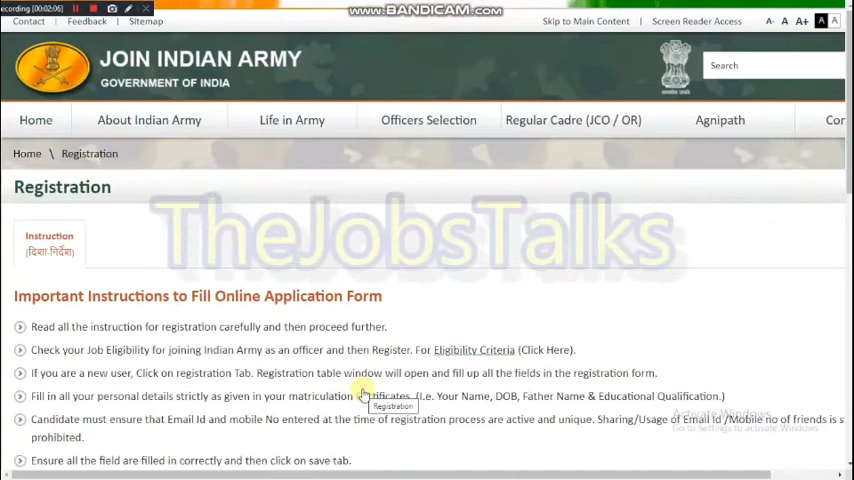 ecording [00:02:06]
www.BANDICAM.com
Contact Feedback Sitemap Skip to Main Content Screen Reader Access A- A A+ A A
JOIN INDIAN ARMY
GOVERNMENT OF INDIA
Search
Home About Indian Army Life in Army Officers Selection Regular Cadre (JCO / OR) Agnipath Con
Home \ Registration
Registration
TheJobsTalks
Instruction
(दिशा-निर्देश)
Important Instructions to Fill Online Application Form
Read all the instruction for registration carefully and then proceed further.
Check your Job Eligibility for joining Indian Army as an officer and then Register. For Eligibility Criteria (Click Here).
If you are a new user, Click on registration Tab. Registration table window will open and fill up all the fields in the registration form.
Fill in all your personal details strictly as given in your matriculation certificates. (I.e. Your Name, DOB, Father Name & Educational Qualification.)
Registration
Activate Windows
Candidate must ensure that Email Id and mobile No entered at the time of registration process are active and unique. Sharing/Usage of Email Id /Mobile no of friends is s
Go to Settings to activate Windows.
prohibited.
Ensure all the field are filled in correctly and then click on save tab.